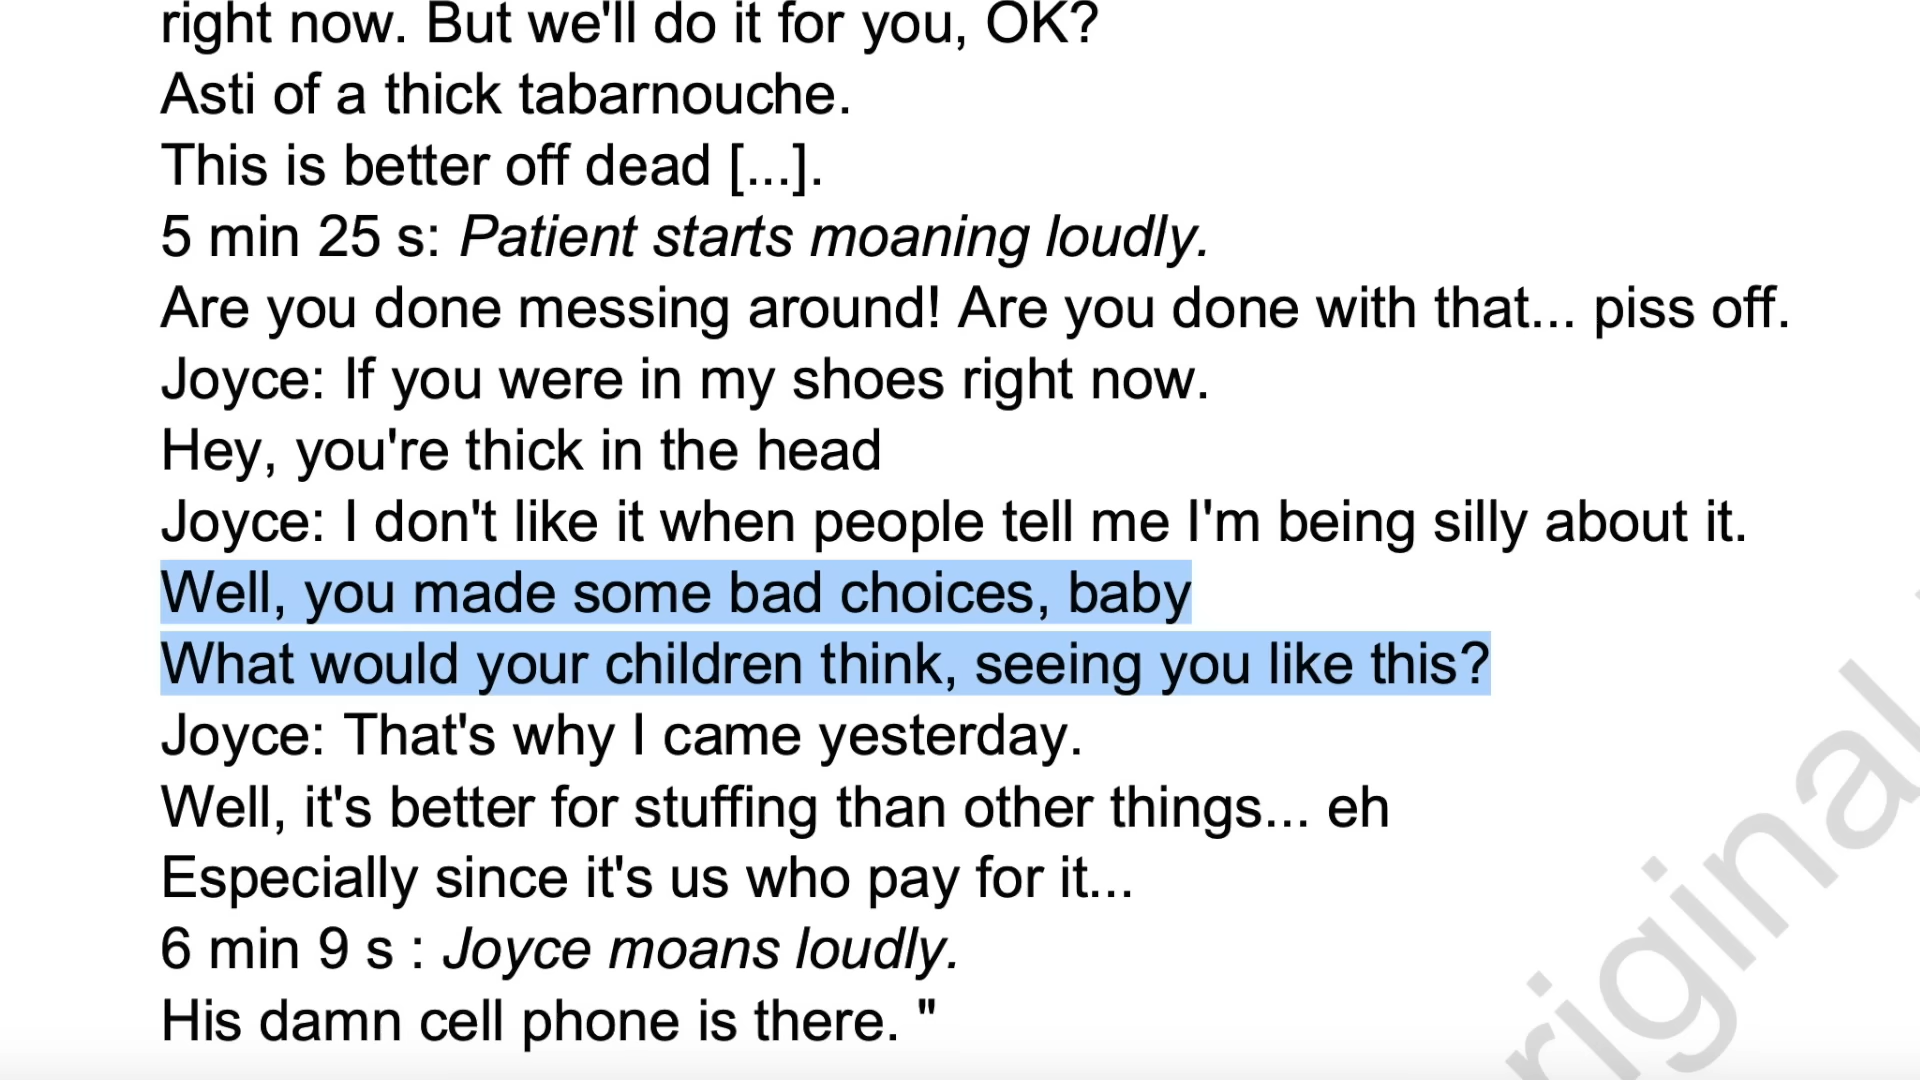 right now. But we'll do it for you, OK?
Asti of a thick tabarnouche.
This is better off dead [...].
5 min 25 s: Patient starts moaning loudly.
Are you done messing around! Are you done with that... piss off.
Joyce: If you were in my shoes right now.
Hey, you're thick in the head
Joyce: I don't like it when people tell me I'm being silly about it.
Well, you made some bad choices, baby
What would your children think, seeing you like this?
Joyce: That's why I came yesterday.
Well, it's better for stuffing than other things... eh
Especially since it's us who pay for it...
6 min 9 s : Joyce moans loudly.
His damn cell phone is there. "
riginal